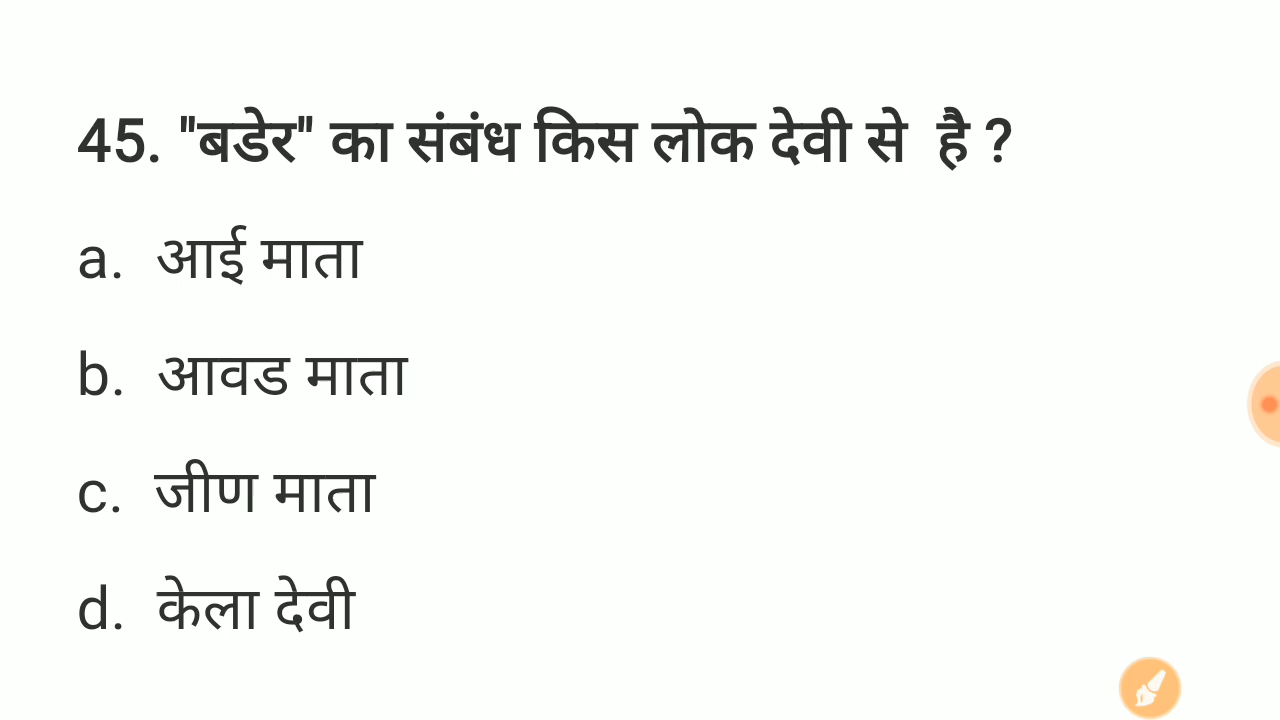 45. "बडेर" का संबंध किस लोक देवी से है ?
a. आई माता
b. आवड माता
c. जीण माता
d. केला देवी